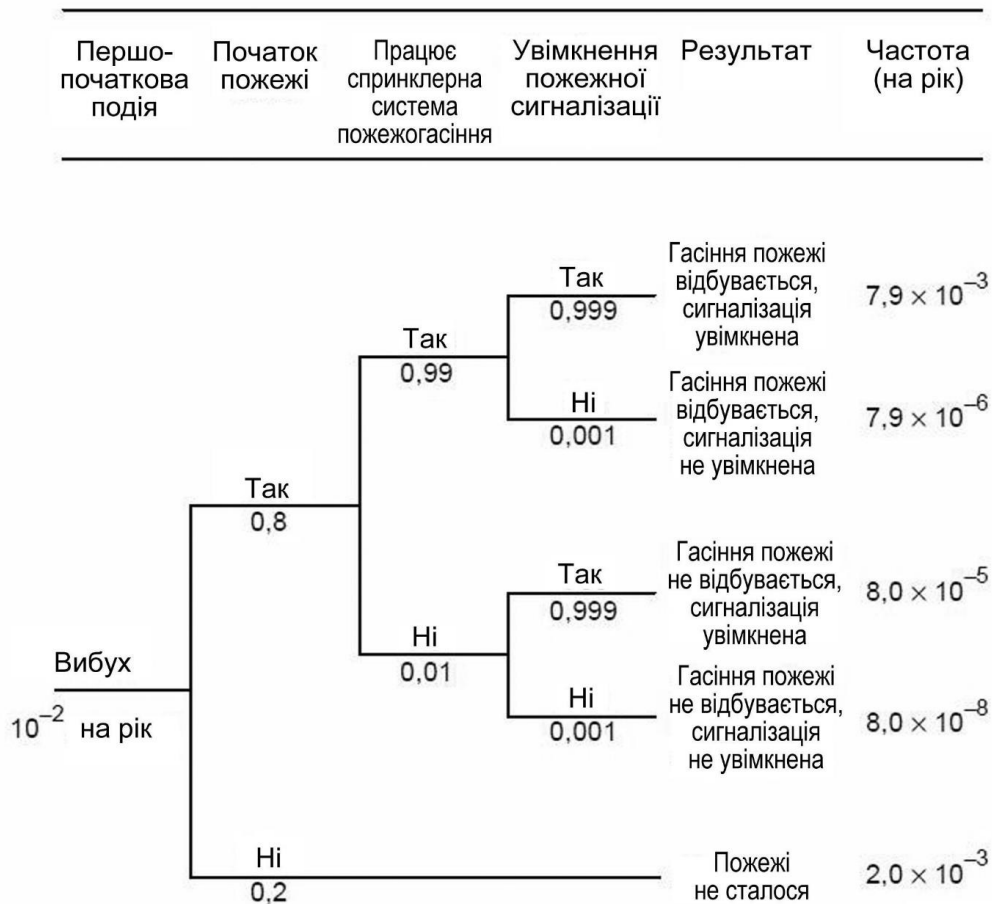 Першо-
початкова
подія
Початок
пожежі
Працює
спринклерна
система
пожежогасіння
Увімкнення
пожежної
сигналізації
Результат
Частота
(на рік)
Так
0,999
Гасіння пожежі
відбувається,
сигналізація
увімкнена
7,9 × 10⁻³
Так
0,99
Ні
0,001
Гасіння пожежі
відбувається,
сигналізація
не увімкнена
7,9 × 10⁻⁶
Так
0,8
Так
0,999
Гасіння пожежі
не відбувається,
сигналізація
увімкнена
8,0 × 10⁻⁵
Ні
0,01
Ні
0,001
Гасіння пожежі
не відбувається,
сигналізація
не увімкнена
8,0 × 10⁻⁸
Вибух
10⁻² на рік
Ні
0,2
Пожежі
не сталося
2,0 × 10⁻³